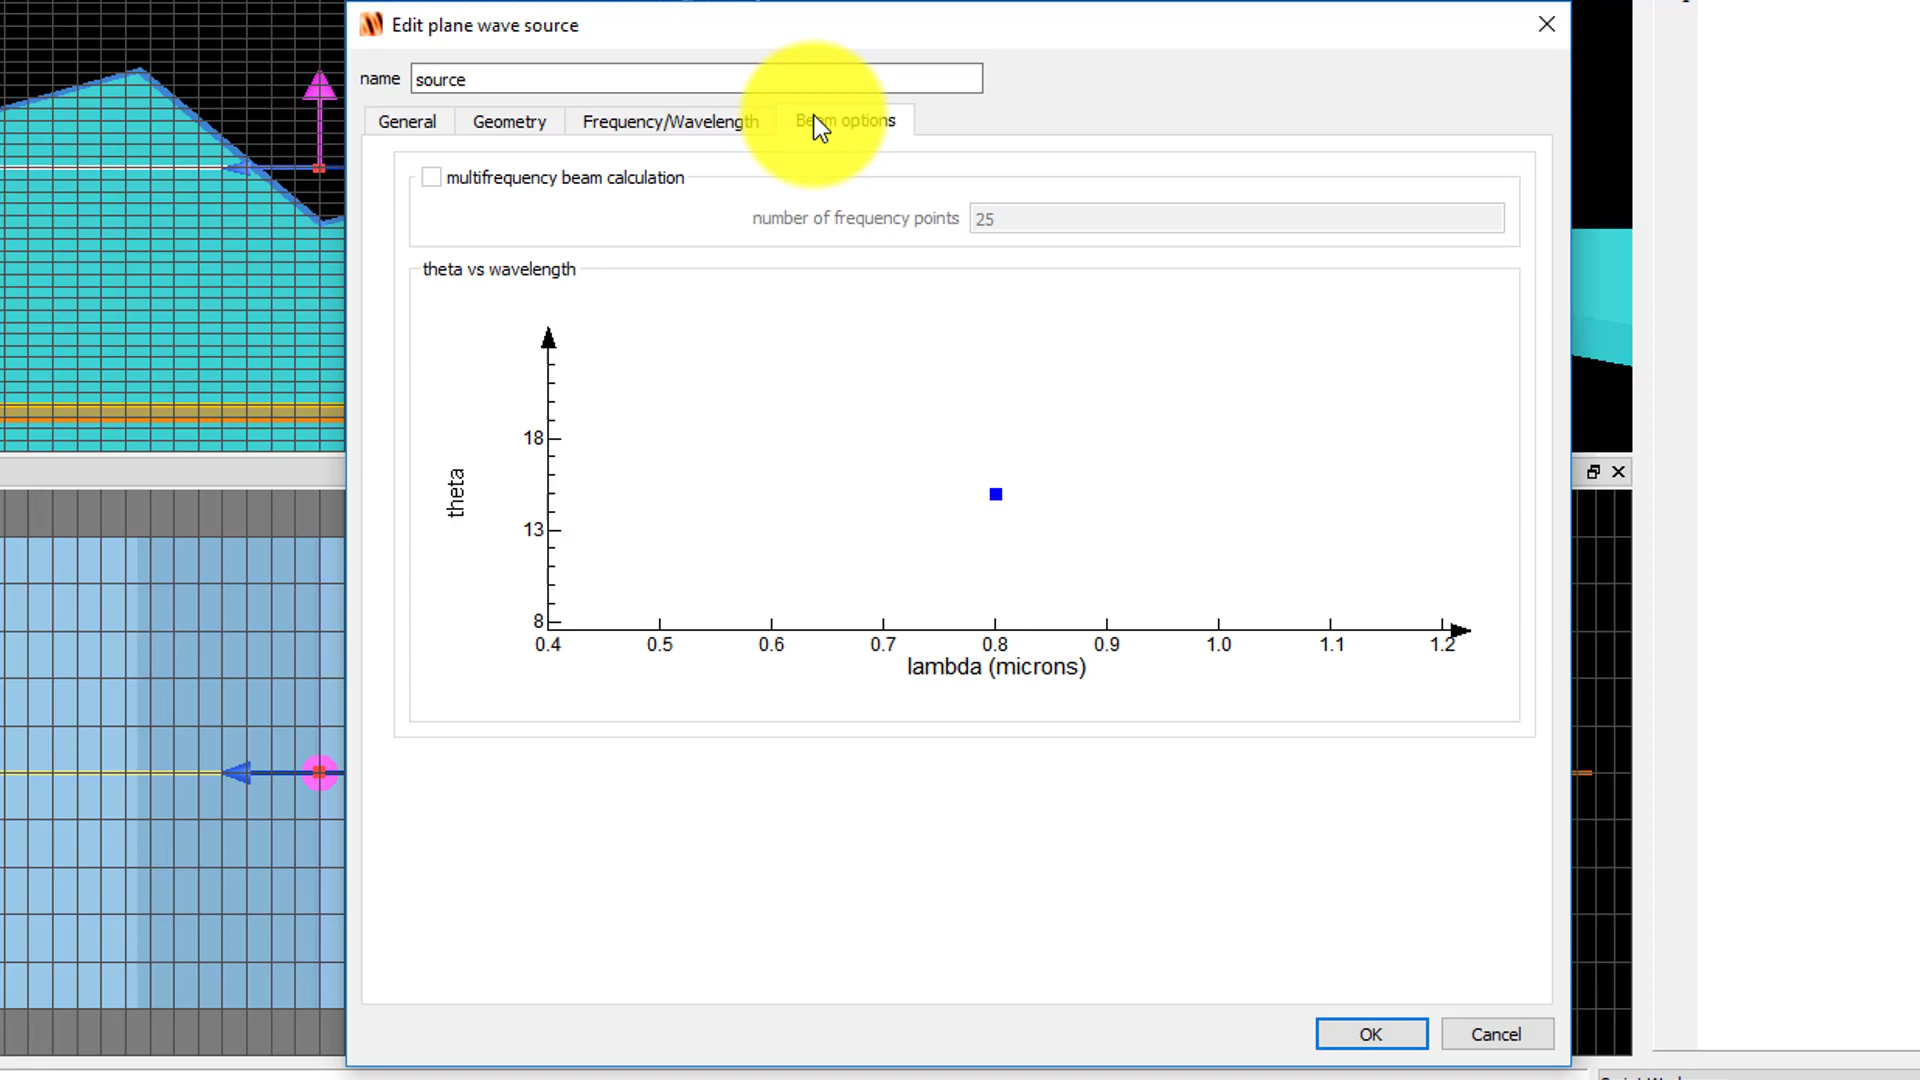 Edit plane wave source
name source
General Geometry Frequency/Wavelength Beam options
multifrequency beam calculation
number of frequency points 25
theta vs wavelength
18
theta
13
8
0.4 0.5 0.6 0.7 0.8 0.9 1.0 1.1 1.2
lambda (microns)
OK Cancel